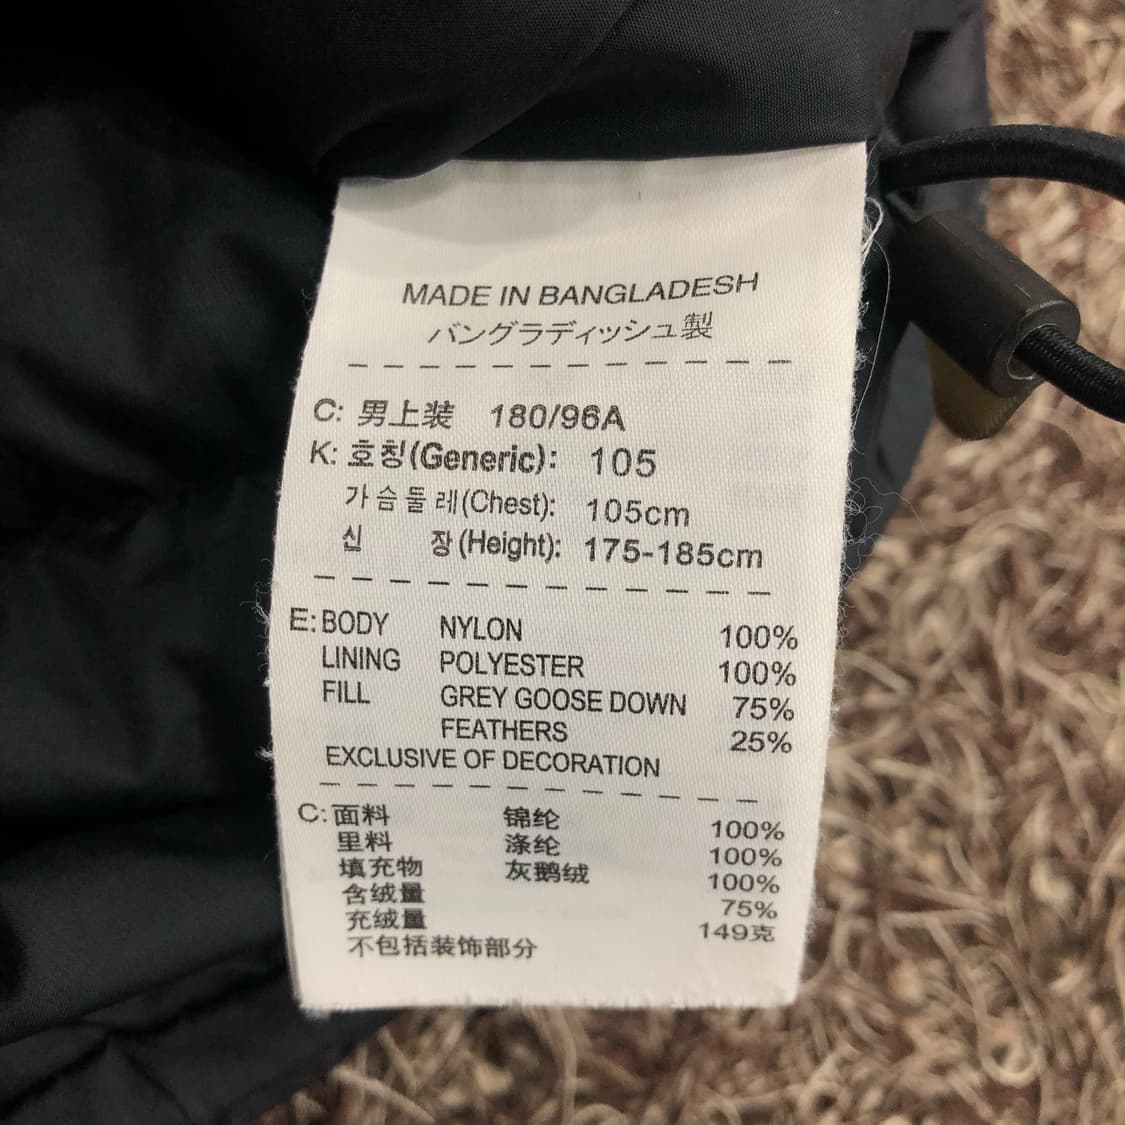 MADE IN BANGLADESH
バングラディッシュ製
C: 男上装 180/96A
K: 호칭(Generic): 105
가슴둘레(Chest): 105cm
신 장(Height): 175-185cm
E: BODY NYLON 100%
LINING POLYESTER 100%
FILL GREY GOOSE DOWN 75%
FEATHERS 25%
EXCLUSIVE OF DECORATION
C: 面料 锦纶 100%
里料 涤纶 100%
填充物 灰鹅绒 100%
含绒量 75%
充绒量 149克
不包括装饰部分